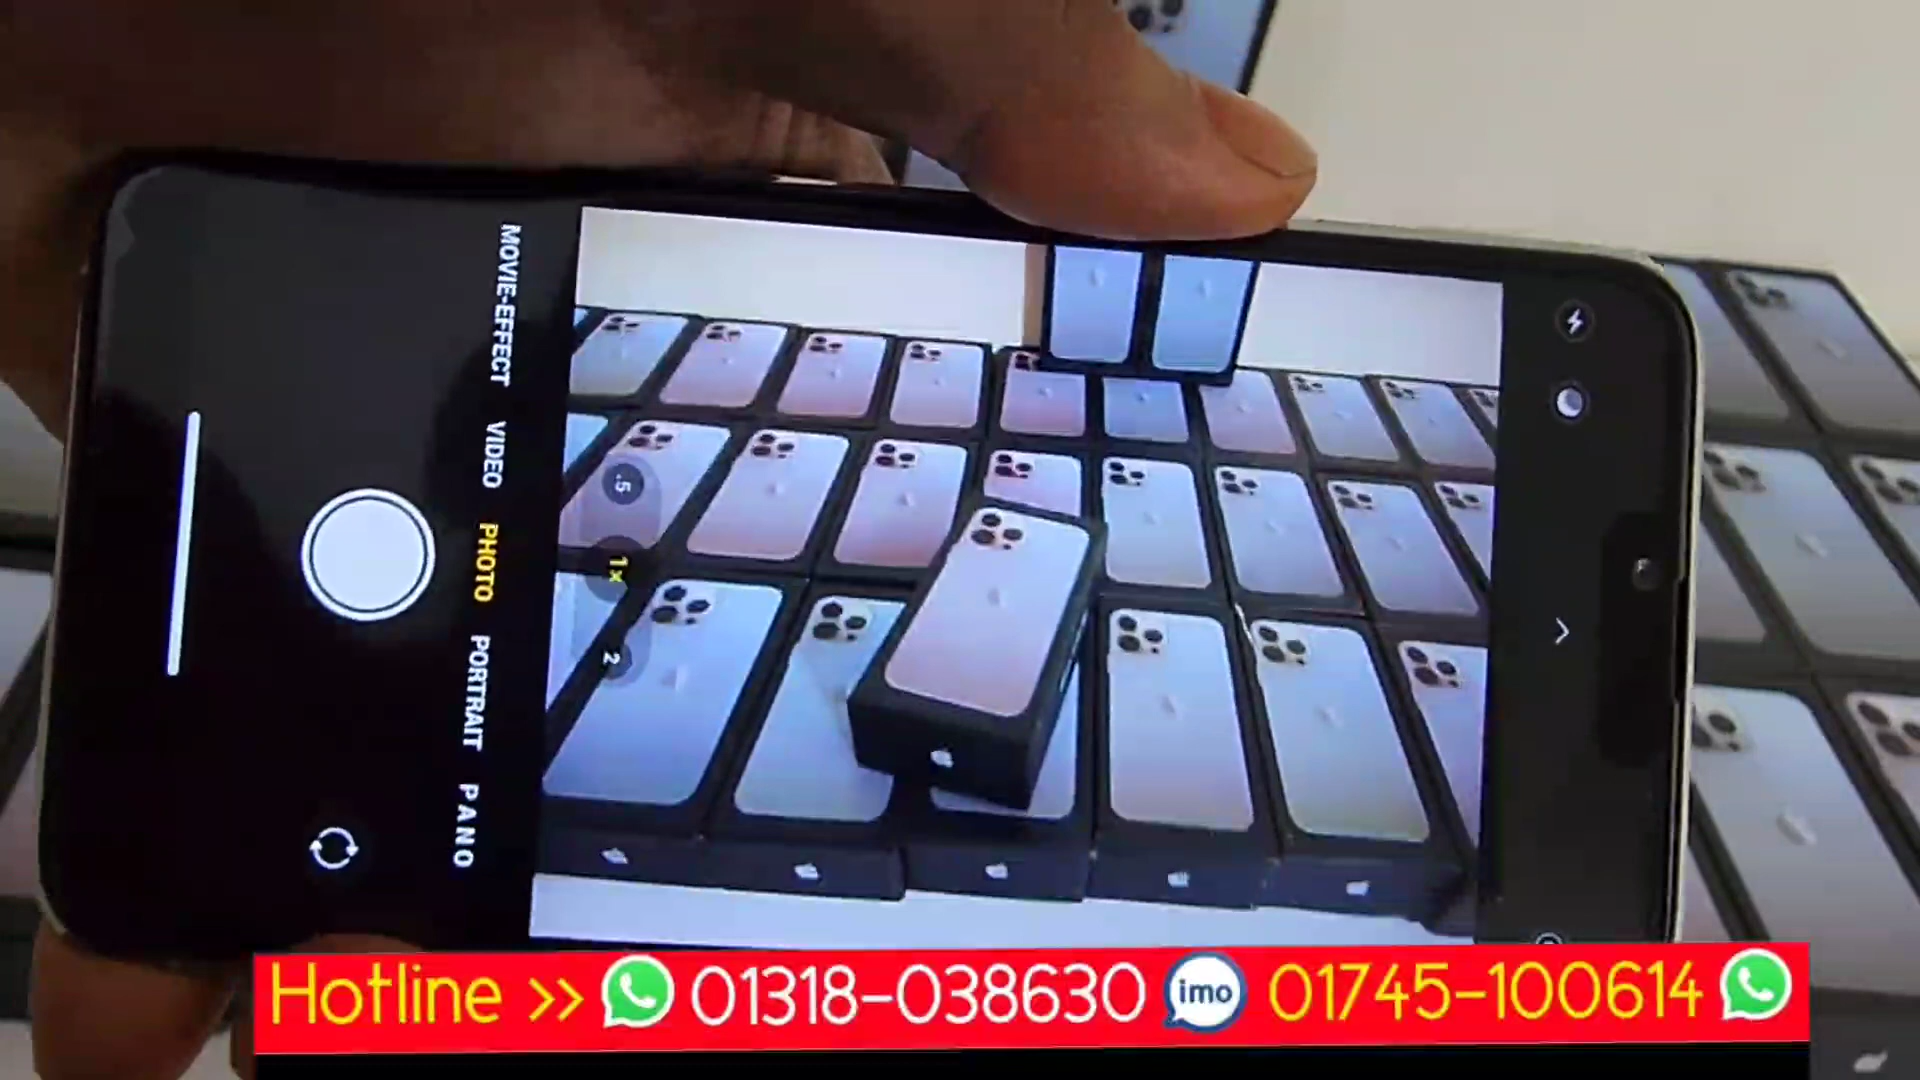 MOVIE-EFFECT
VIDEO
PHOTO
PORTRAIT
PANO
.5
1x
2
Hotline >> 01318-038630 imo 01745-100614